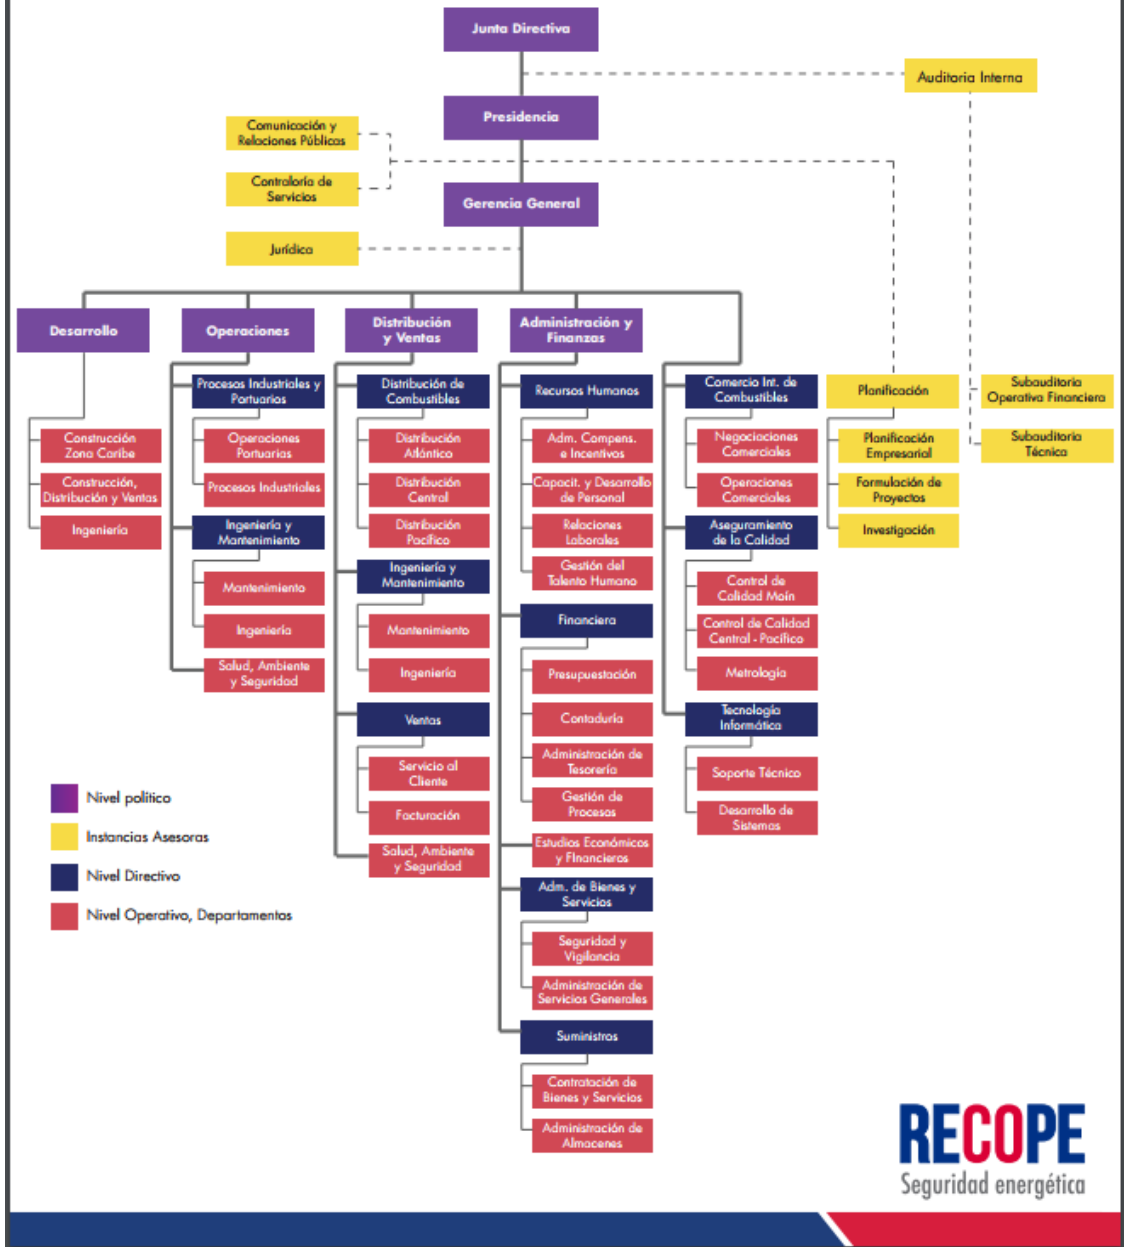 Junta Directiva
Auditoria Interna
Presidencia
Comunicación y
Relaciones Públicas
Contraloría de
Servicios
Gerencia General
Jurídica
Desarrollo
Construcción
Zona Caribe
Construcción,
Distribución y Ventas
Ingeniería
Operaciones
Procesos Industriales y
Portuarios
Operaciones
Portuarias
Procesos Industriales
Ingeniería y
Mantenimiento
Mantenimiento
Ingeniería
Salud, Ambiente
y Seguridad
Distribución
y Ventas
Distribución de
Combustibles
Distribución
Atlántico
Distribución
Central
Distribución
Pacífico
Ingeniería y
Mantenimiento
Mantenimiento
Ingeniería
Ventas
Servicio al
Cliente
Facturación
Salud, Ambiente
y Seguridad
Administración y
Finanzas
Recursos Humanos
Adm. Compens.
e Incentivos
Capacit. y Desarrollo
de Personal
Relaciones
Laborales
Gestión del
Talento Humano
Financiera
Presupuestación
Contaduría
Administración de
Tesorería
Gestión de
Procesos
Estudios Económicos
y FInancieros
Adm. de Bienes y
Servicios
Seguridad y
Vigilancia
Administración de
Servicios Generales
Suministros
Contratación de
Bienes y Servicios
Administración de
Almacenes
Comercio Int. de
Combustibles
Negociaciones
Comerciales
Operaciones
Comerciales
Aseguramiento
de la Calidad
Control de
Calidad Moín
Control de Calidad
Central - Pacífico
Metrología
Tecnología
Informática
Soporte Técnico
Desarrollo de
Sistemas
Planificación
Planificación
Empresarial
Formulación de
Proyectos
Investigación
Subauditoria
Operativa Financiera
Subauditoria
Técnica
Nivel político
Instancias Asesoras
Nivel Directivo
Nivel Operativo, Departamentos
RECOPE
Seguridad energética